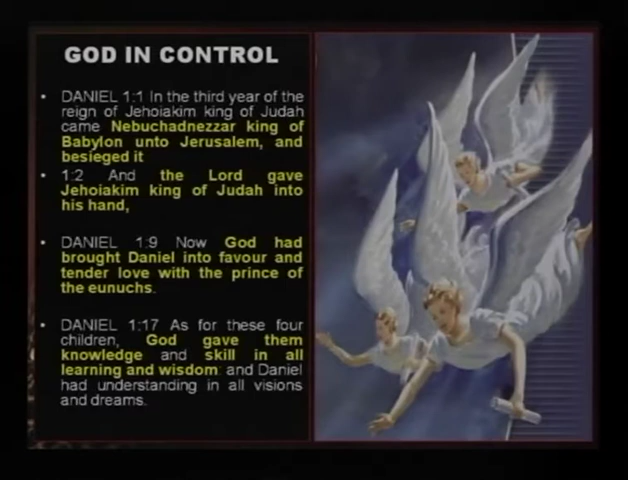 GOD IN CONTROL
• DANIEL 1:1 In the third year of the
reign of Jehoiakim king of Judah
came Nebuchadnezzar king of
Babylon unto Jerusalem, and
besieged it
• 1:2 And the Lord gave
Jehoiakim king of Judah into
his hand,
• DANIEL 1:9 Now God had
brought Daniel into favour and
tender love with the prince of
the eunuchs.
• DANIEL 1:17 As for these four
children, God gave them
knowledge and skill in all
learning and wisdom: and Daniel
had understanding in all visions
and dreams.